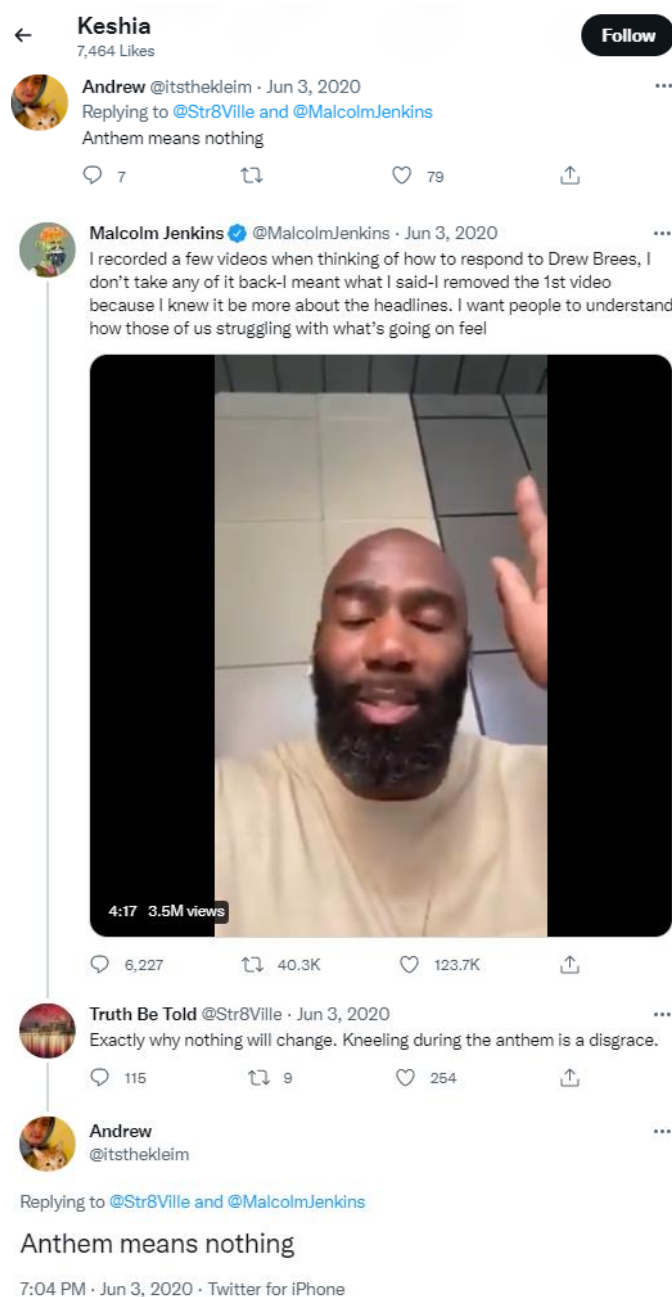 Keshia
7,464 Likes
Follow
Andrew @itsthekleim · Jun 3, 2020
Replying to @Str8Ville and @MalcolmJenkins
Anthem means nothing
7 79
Malcolm Jenkins @MalcolmJenkins · Jun 3, 2020
I recorded a few videos when thinking of how to respond to Drew Brees, I
don't take any of it back-I meant what I said-I removed the 1st video
because I knew it be more about the headlines. I want people to understand
how those of us struggling with what's going on feel
4:17 3.5M views
6,227 40.3K 123.7K
Truth Be Told @Str8Ville · Jun 3, 2020
Exactly why nothing will change. Kneeling during the anthem is a disgrace.
115 9 254
Andrew
@itsthekleim
Replying to @Str8Ville and @MalcolmJenkins
Anthem means nothing
7:04 PM · Jun 3, 2020 · Twitter for iPhone